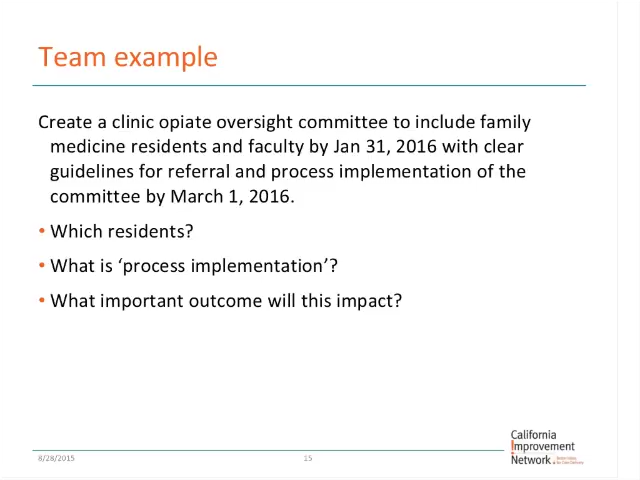 Team example
Create a clinic opiate oversight committee to include family
medicine residents and faculty by Jan 31, 2016 with clear
guidelines for referral and process implementation of the
committee by March 1, 2016.
• Which residents?
• What is ‘process implementation’?
• What important outcome will this impact?
8/28/2015
15
California
Improvement
Network